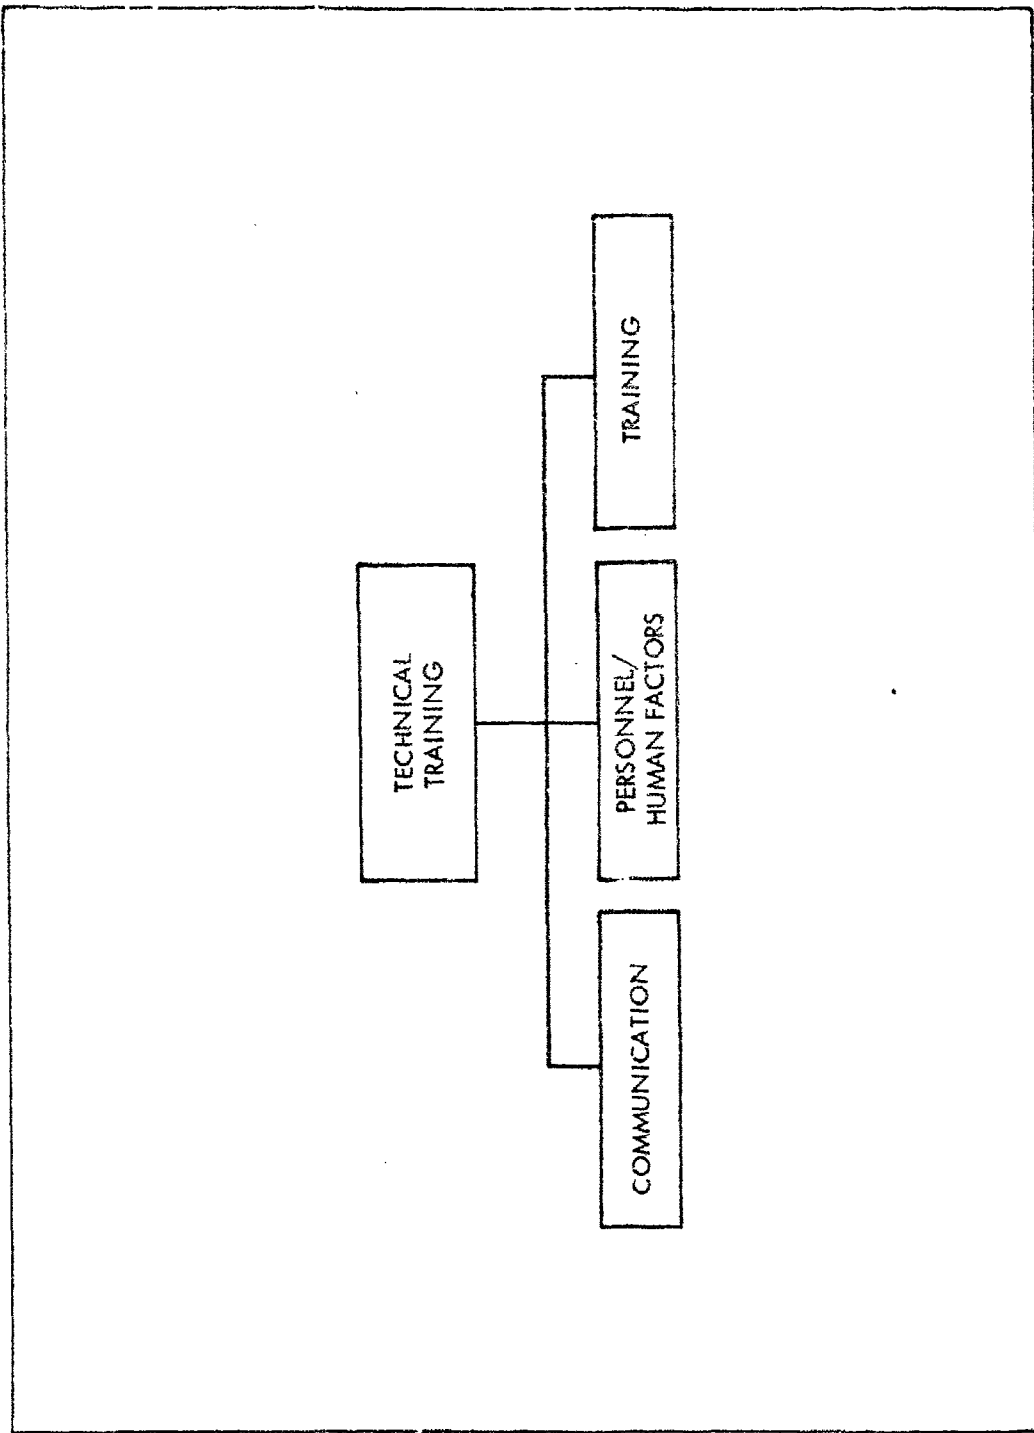 TECHNICAL
TRAINING
COMMUNICATION
PERSONNEL/
HUMAN FACTORS
TRAINING